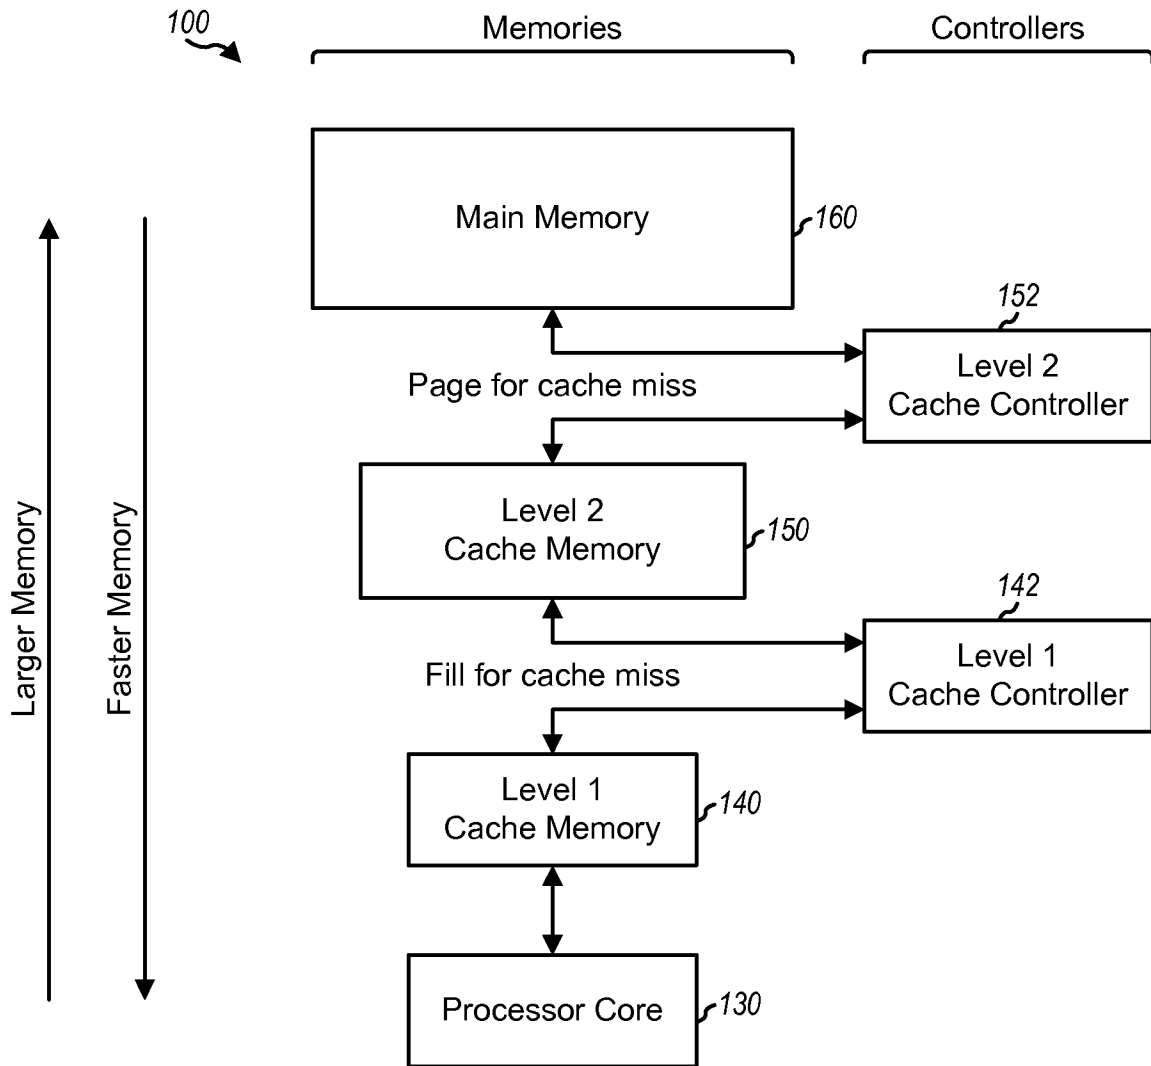 100
Memories
Controllers
Main Memory
160
152
Level 2
Cache Controller
Page for cache miss
Level 2
Cache Memory
150
142
Level 1
Cache Controller
Fill for cache miss
Level 1
Cache Memory
140
Processor Core
130
Larger Memory
Faster Memory